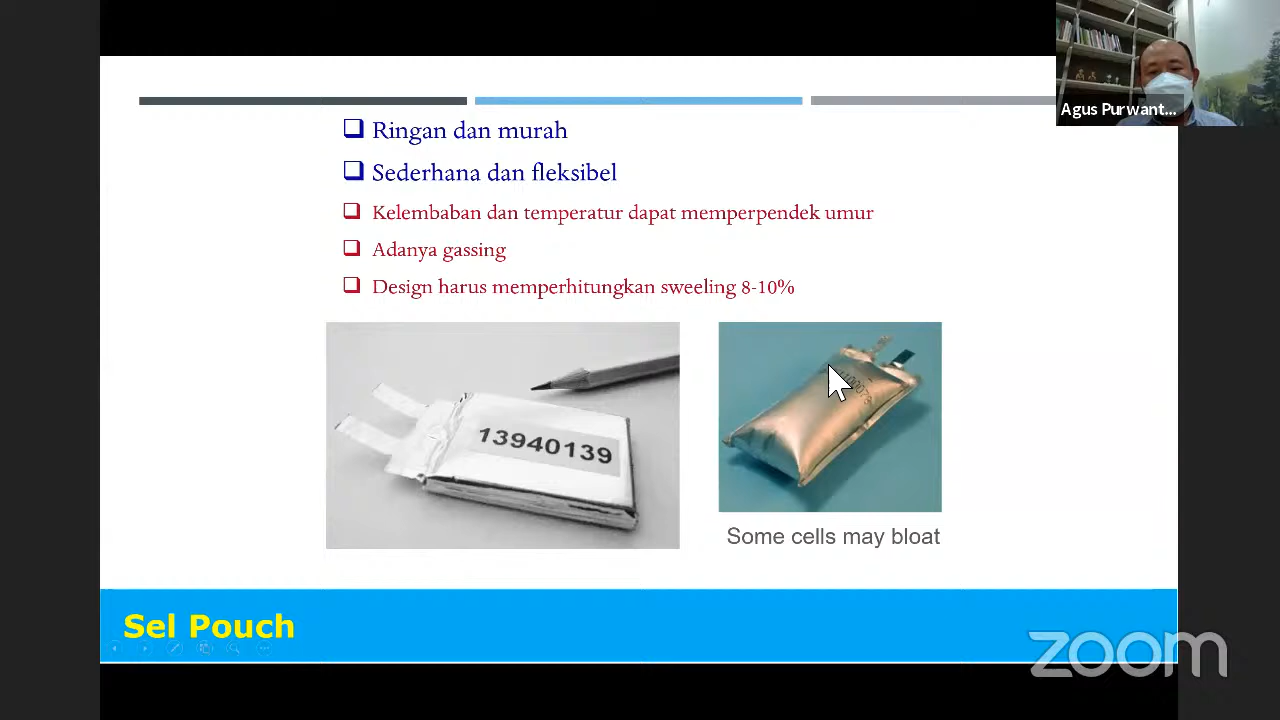 Agus Purwant...
Ringan dan murah
Sederhana dan fleksibel
Kelembaban dan temperatur dapat memperpendek umur
Adanya gassing
Design harus memperhitungkan sweeling 8-10%
13940139
Some cells may bloat
Sel Pouch
zoom